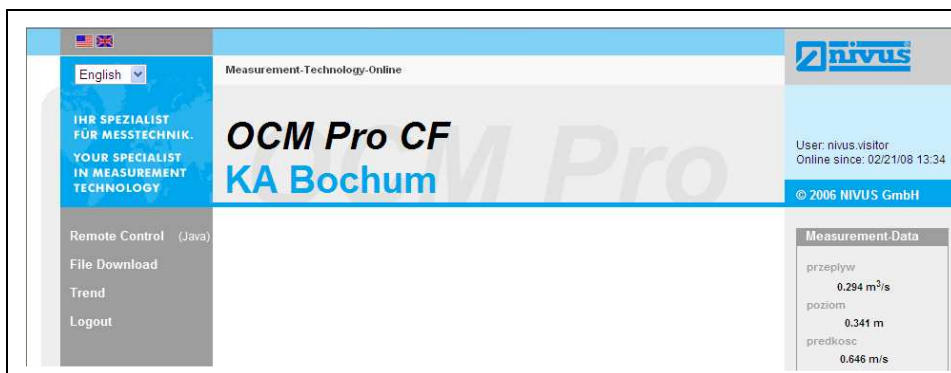 English
IHR SPEZIALIST
FÜR MESSTECHNIK.
YOUR SPECIALIST
IN MEASUREMENT
TECHNOLOGY
Remote Control (Java)
File Download
Trend
Logout
Measurement-Technology-Online
OCM Pro
OCM Pro CF
KA Bochum
nivus
User: nivus.visitor
Online since: 02/21/08 13:34
© 2006 NIVUS GmbH
Measurement-Data
przeplyw
0.294 m³/s
poziom
0.341 m
predkosc
0.646 m/s